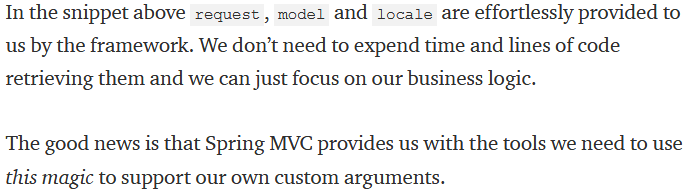 In the snippet above request, model and locale are effortlessly provided to
us by the framework. We don’t need to expend time and lines of code
retrieving them and we can just focus on our business logic.
The good news is that Spring MVC provides us with the tools we need to use
this magic to support our own custom arguments.